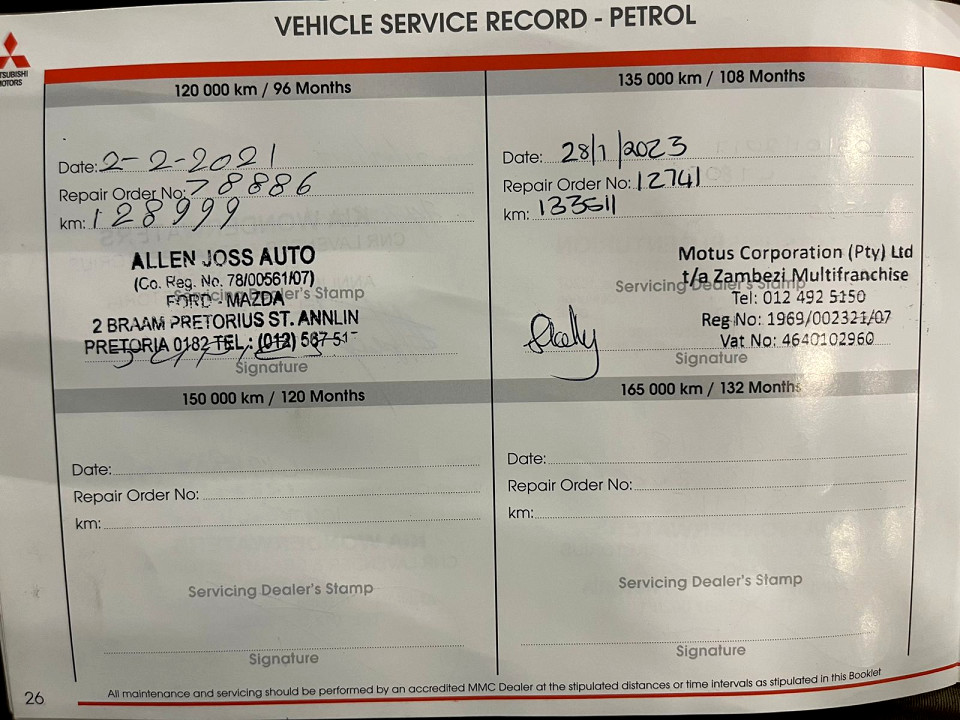 VEHICLE SERVICE RECORD - PETROL
MITSUBISHI
MOTORS
120 000 km / 96 Months
Date: 2-2-2021
Repair Order No: 78886
km: 128999
ALLEN JOSS AUTO
(Co. Reg. No. 78/00561/07)
FORD - MAZDA
Servicing Dealer's Stamp
2 BRAAM PRETORIUS ST. ANNLIN
PRETORIA 0182 TEL.: (012) 567 51
Signature
135 000 km / 108 Months
Date: 28/1/2023
Repair Order No: 12741
km: 133511
Motus Corporation (Pty) Ltd
t/a Zambezi Multifranchise
Servicing Dealer's Stamp
Tel: 012 492 5150
Reg No: 1969/002321/07
Vat No: 4640102960
Signature
150 000 km / 120 Months
Date:
Repair Order No:
km:
Servicing Dealer's Stamp
Signature
165 000 km / 132 Months
Date:
Repair Order No:
km:
Servicing Dealer's Stamp
Signature
26
All maintenance and servicing should be performed by an accredited MMC Dealer at the stipulated distances or time intervals as stipulated in this Booklet